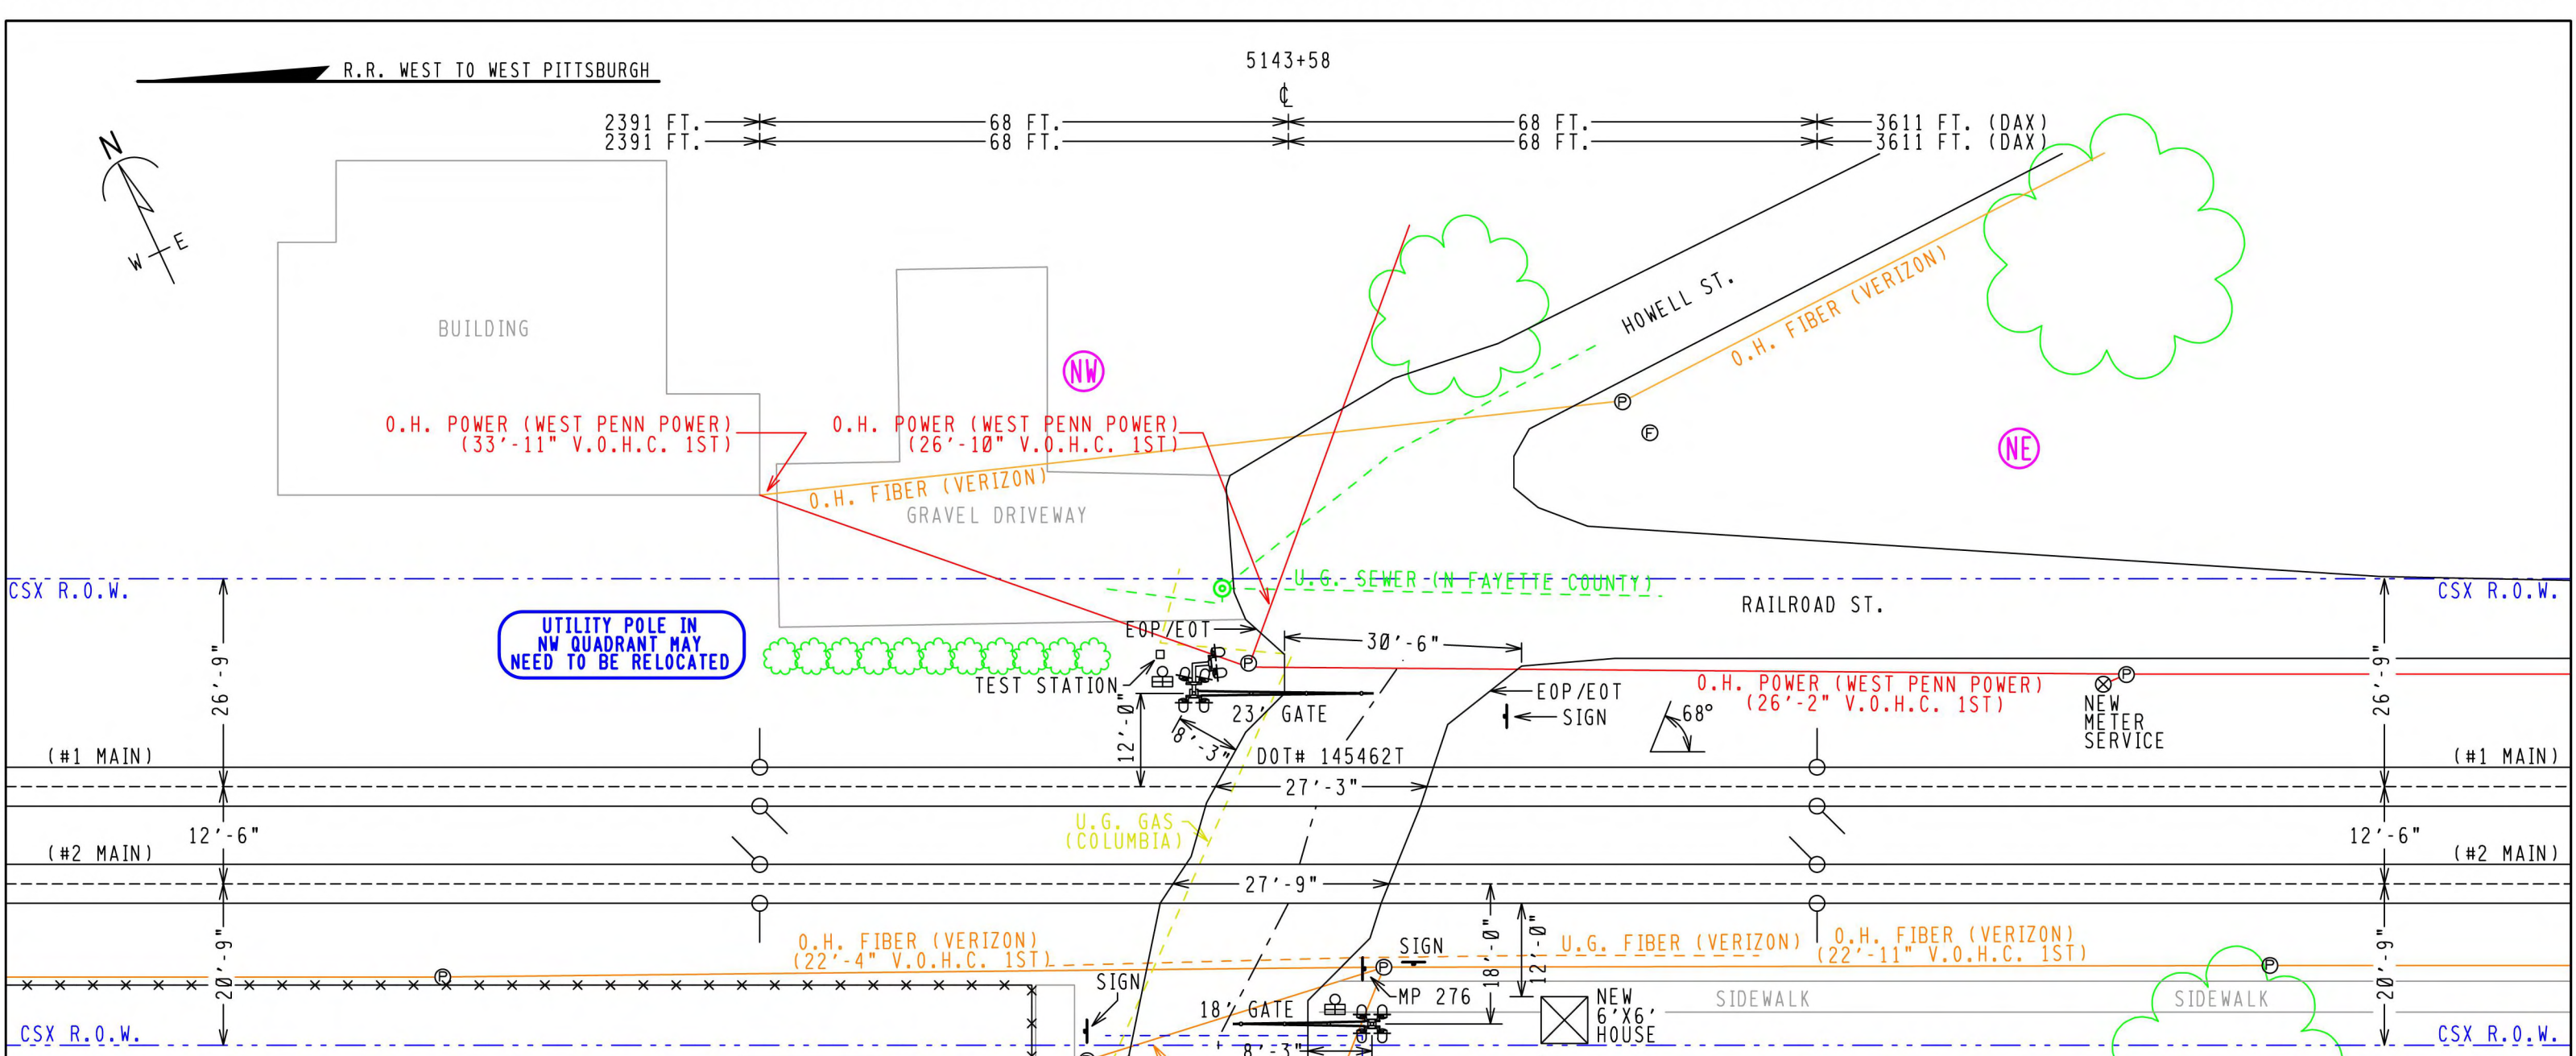 R.R. WEST TO WEST PITTSBURGH
5143+58
℄
2391 FT. 68 FT. 68 FT. 3611 FT. (DAX)
2391 FT. 68 FT. 68 FT. 3611 FT. (DAX)
N
W E
BUILDING
HOWELL ST.
O.H. FIBER (VERIZON)
NW
P
F
NE
O.H. POWER (WEST PENN POWER)
(33'-11" V.O.H.C. 1ST)
O.H. POWER (WEST PENN POWER)
(26'-10" V.O.H.C. 1ST)
O.H. FIBER (VERIZON)
GRAVEL DRIVEWAY
CSX R.O.W.
U.G. SEWER (N FAYETTE COUNTY)
CSX R.O.W.
RAILROAD ST.
UTILITY POLE IN
NW QUADRANT MAY
NEED TO BE RELOCATED
EOP/EOT
30'-6"
P
P
TEST STATION
26'-9"
23' GATE
EOP/EOT
SIGN
O.H. POWER (WEST PENN POWER)
(26'-2" V.O.H.C. 1ST)
68°
NEW
METER
SERVICE
26'-9"
12'-0"
8'-3"
(#1 MAIN)
DOT# 145462T
(#1 MAIN)
27'-3"
U.G. GAS
(COLUMBIA)
12'-6"
12'-6"
(#2 MAIN)
(#2 MAIN)
27'-9"
O.H. FIBER (VERIZON)
(22'-4" V.O.H.C. 1ST)
SIGN
18'-0"
12'-0"
U.G. FIBER (VERIZON)
O.H. FIBER (VERIZON)
(22'-11" V.O.H.C. 1ST)
P
P
P
20'-9"
20'-9"
SIGN
MP 276
18' GATE
NEW
6'X6'
HOUSE
SIDEWALK
SIDEWALK
CSX R.O.W.
CSX R.O.W.
8'-3"